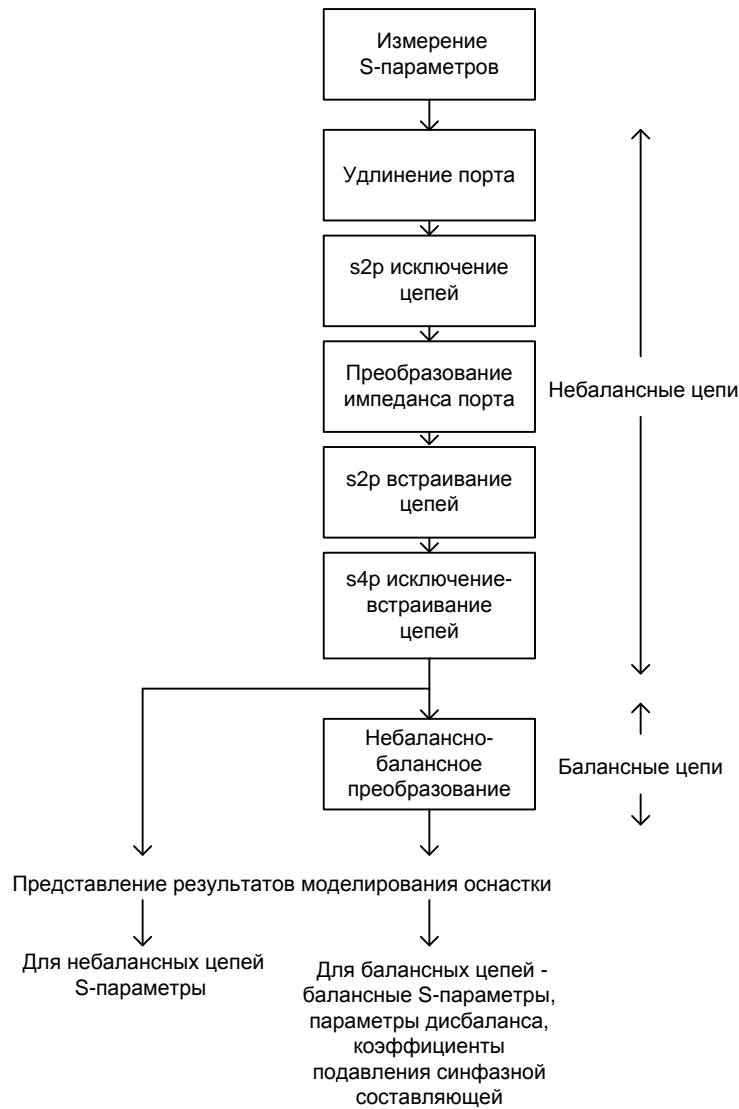 Измерение
S-параметров
Удлинение порта
s2p исключение
цепей
Преобразование
импеданса порта
Небалансные цепи
s2p встраивание
цепей
s4p исключение-
встраивание
цепей
Небалансно-
балансное
преобразование
Балансные цепи
Представление результатов моделирования оснастки
Для небалансных цепей
S-параметры
Для балансных цепей -
балансные S-параметры,
параметры дисбаланса,
коэффициенты
подавления синфазной
составляющей